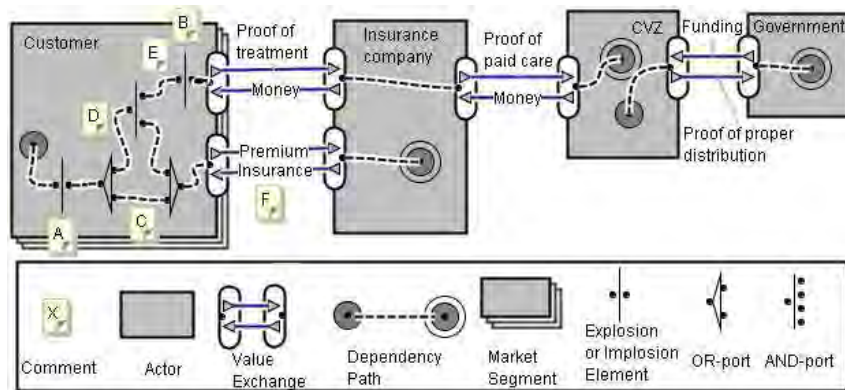 Customer
B
E
D
A
C
Proof of
treatment
Money
Premium
Insurance
F
Insurance
company
Proof of
paid care
Money
CVZ
Funding
Government
Proof of proper
distribution
X
Comment
Actor
Value
Exchange
Dependency
Path
Market
Segment
Explosion
or Implosion
Element
OR-port
AND-port